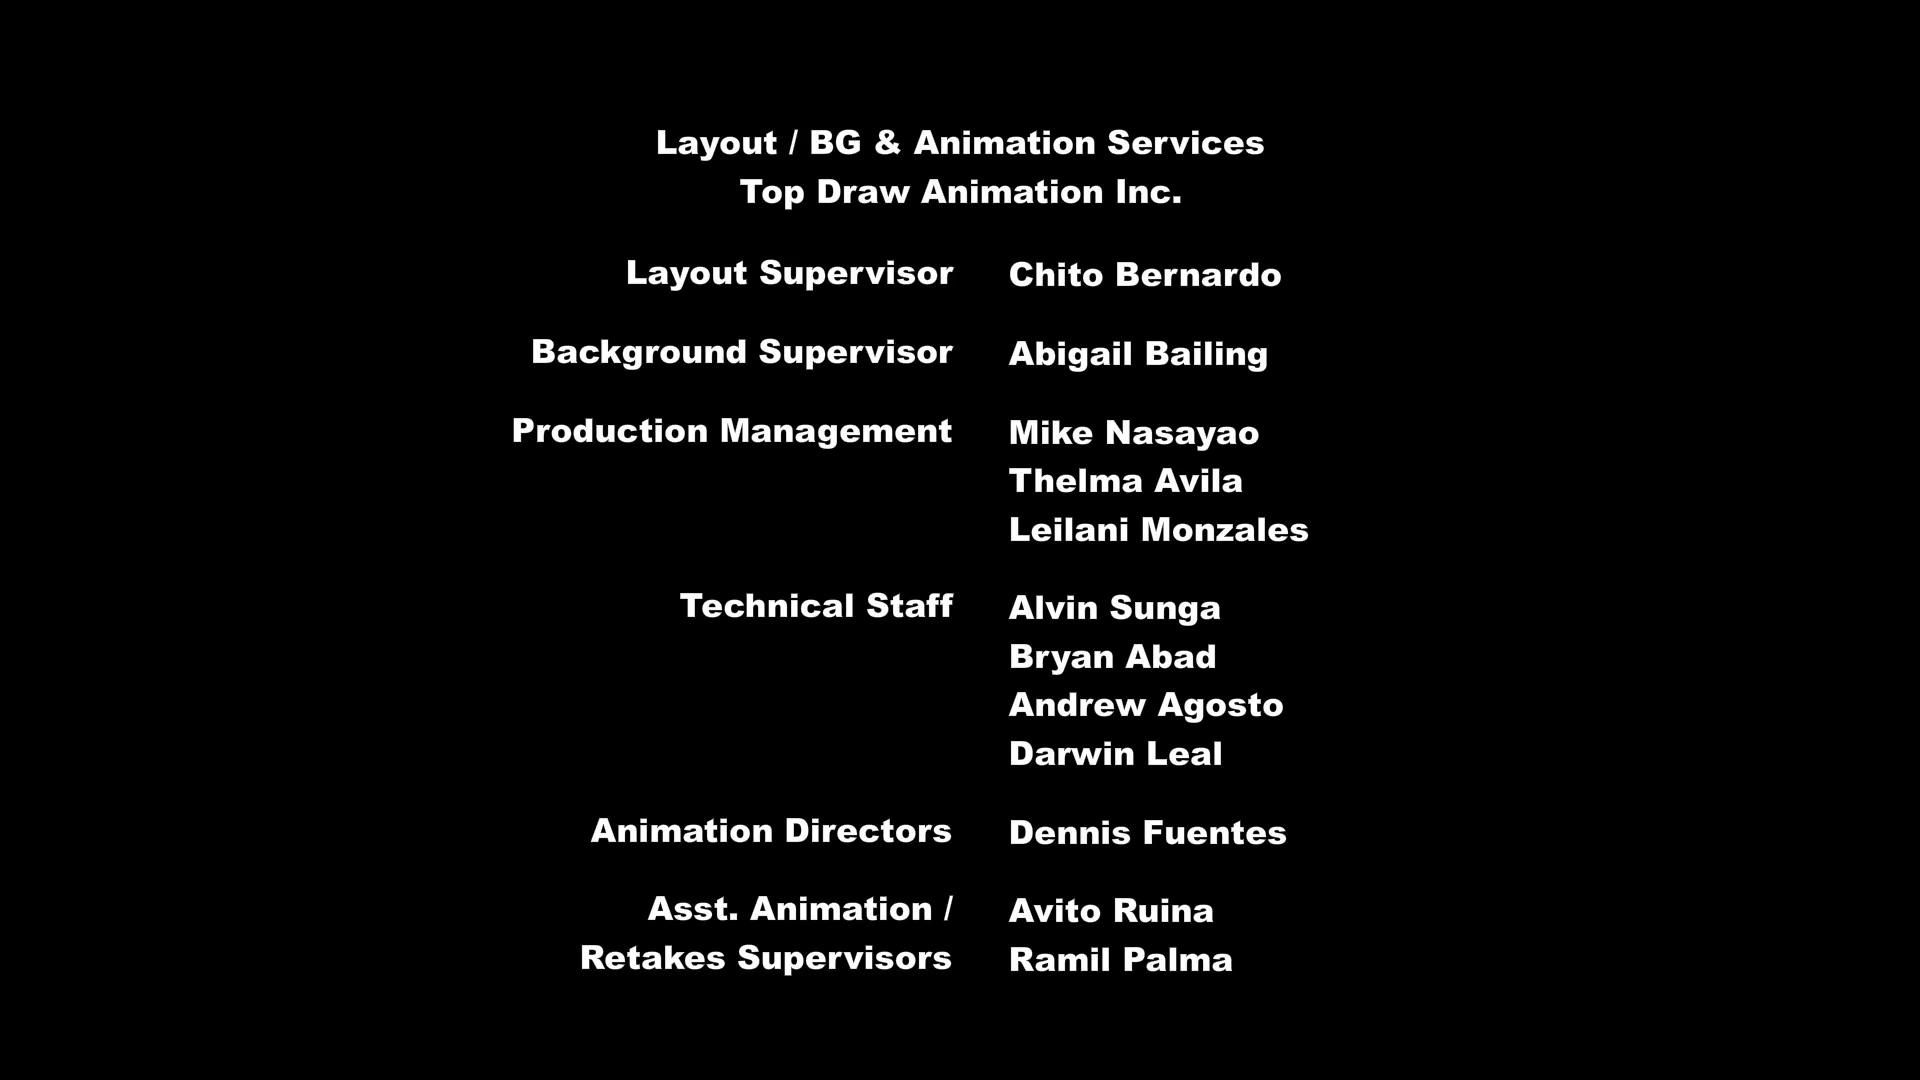 Layout / BG & Animation Services
Top Draw Animation Inc.
Layout Supervisor Chito Bernardo
Background Supervisor Abigail Bailing
Production Management Mike Nasayao
Thelma Avila
Leilani Monzales
Technical Staff Alvin Sunga
Bryan Abad
Andrew Agosto
Darwin Leal
Animation Directors Dennis Fuentes
Asst. Animation / Avito Ruina
Retakes Supervisors Ramil Palma